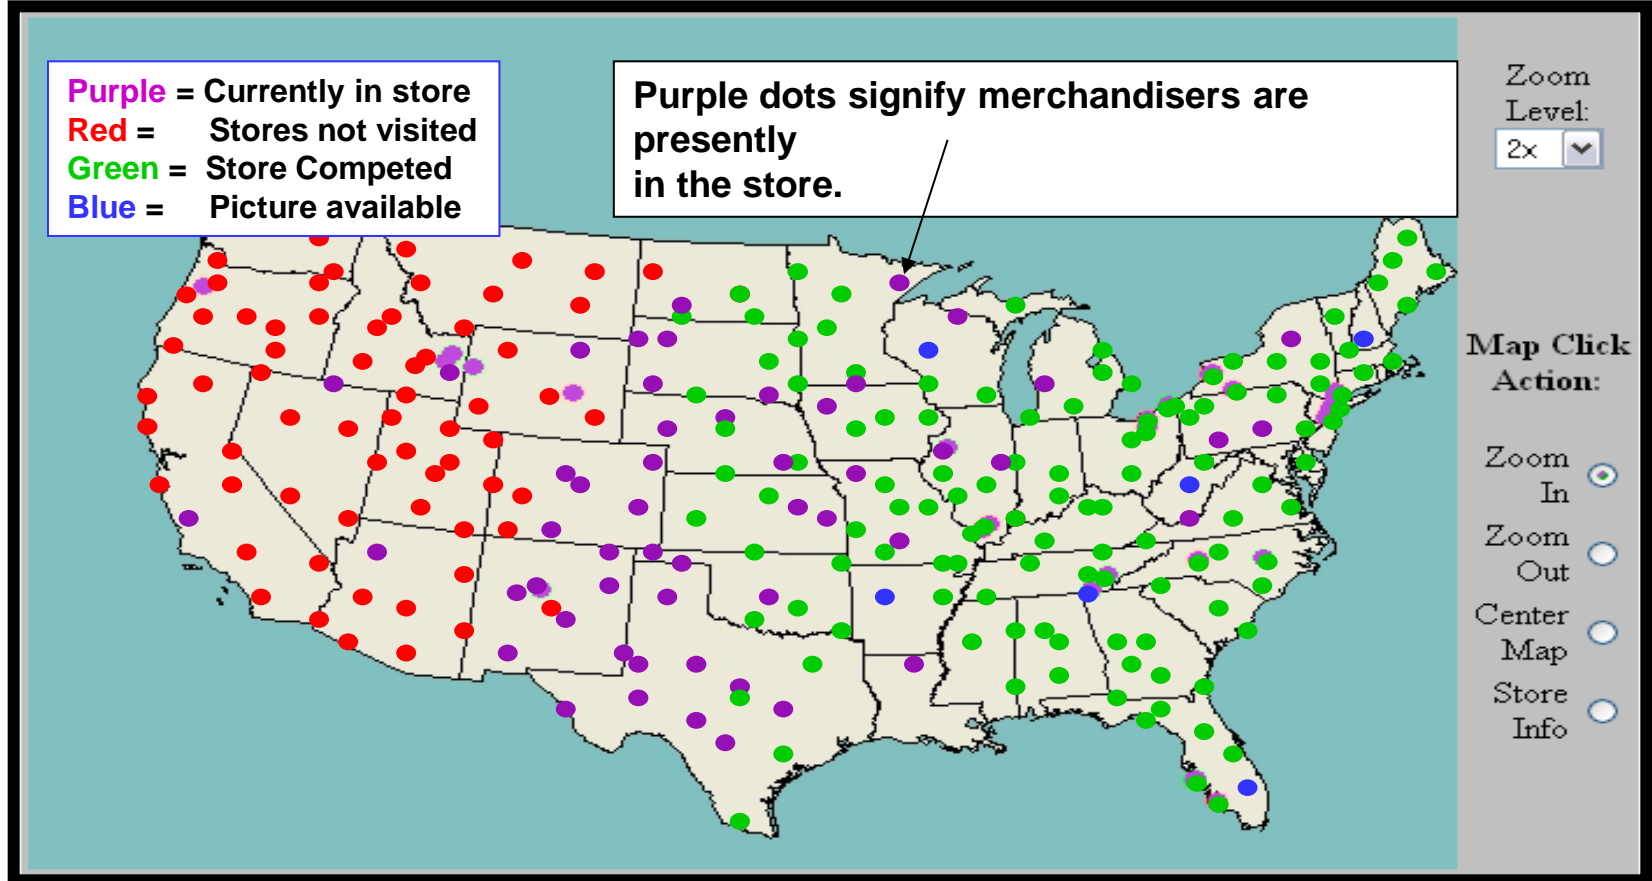 Purple = Currently in store
Red = Stores not visited
Green = Store Competed
Blue = Picture available
Purple dots signify merchandisers are
presently
in the store.
Zoom
Level:
2x
Map Click
Action:
Zoom
In
Zoom
Out
Center
Map
Store
Info